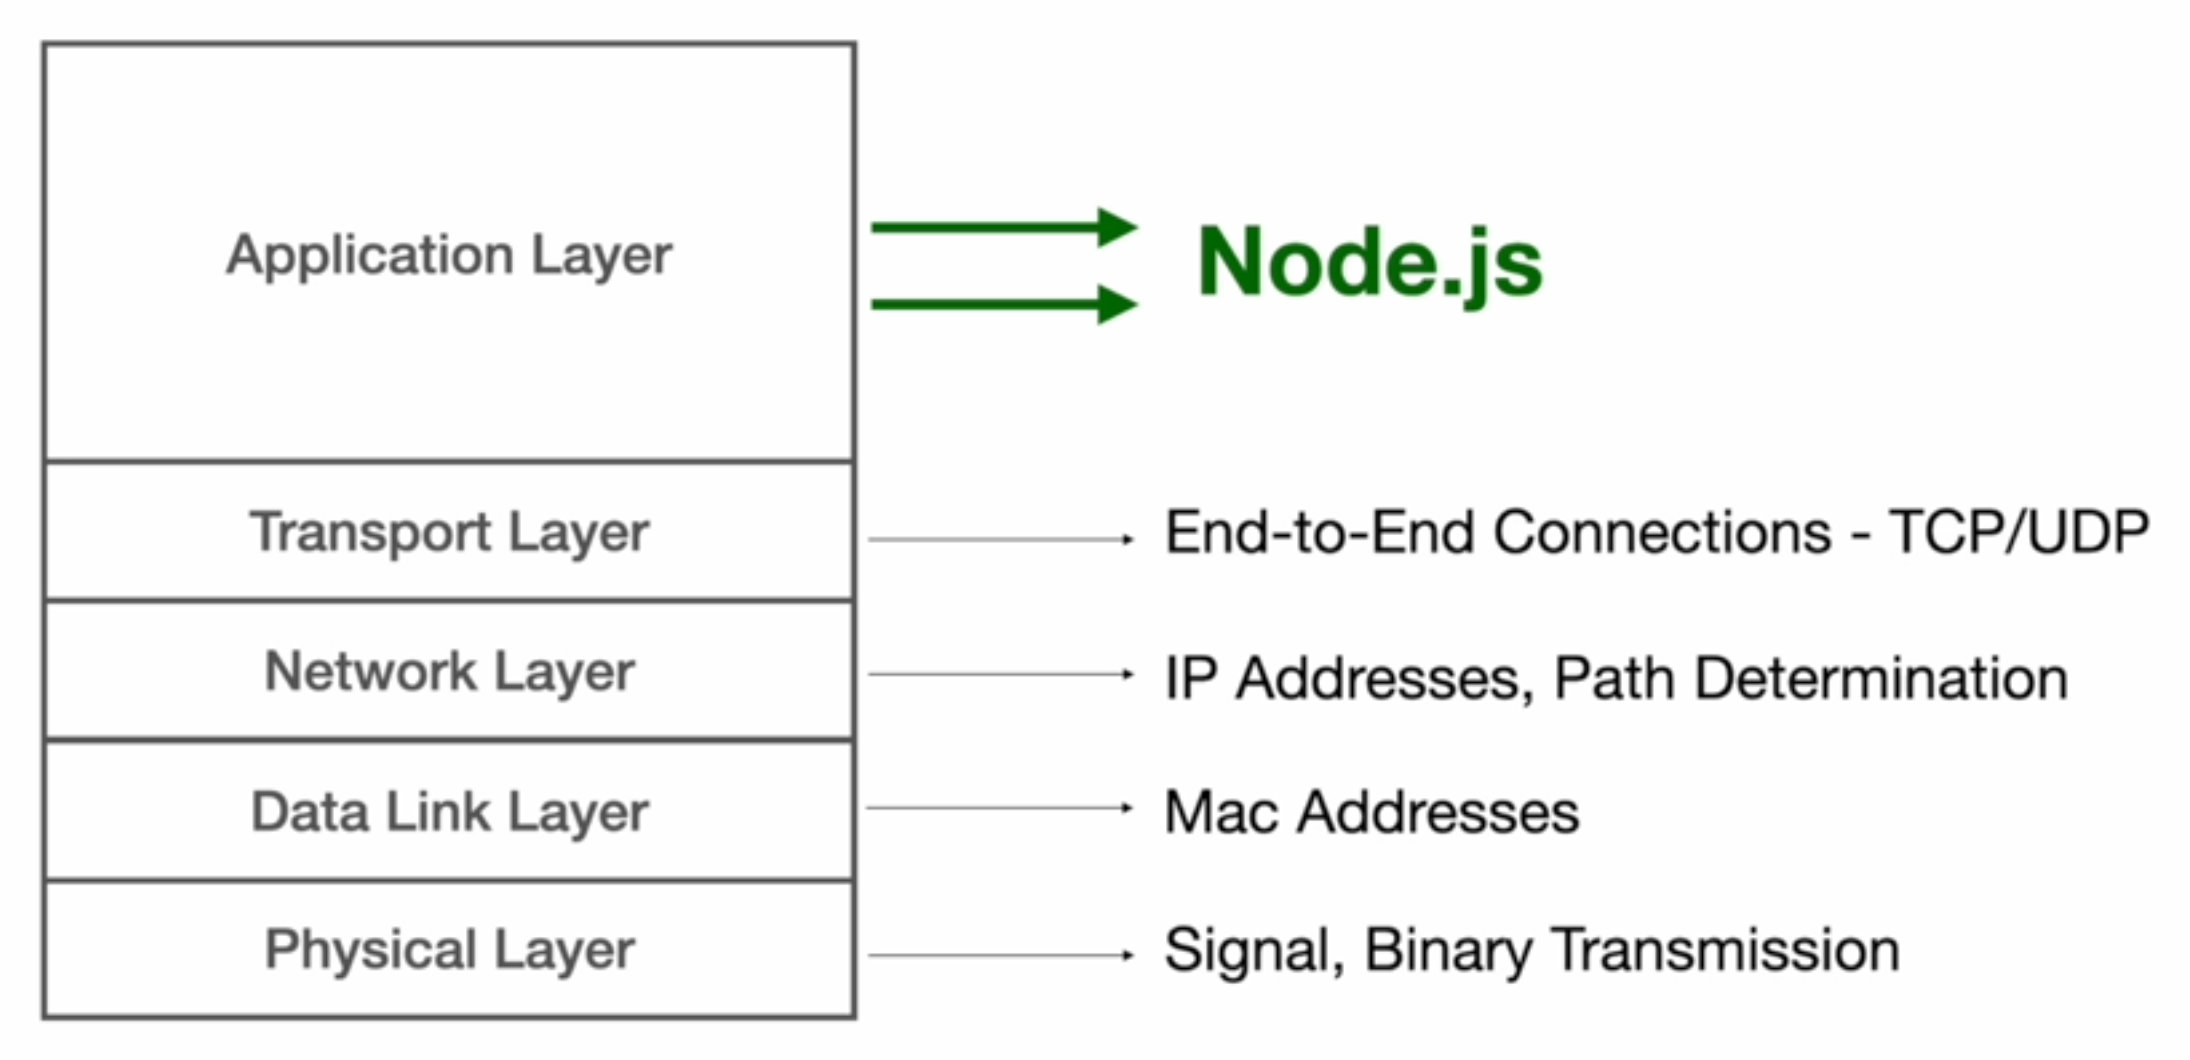 Application Layer
Node.js
Transport Layer
End-to-End Connections - TCP/UDP
Network Layer
IP Addresses, Path Determination
Data Link Layer
Mac Addresses
Physical Layer
Signal, Binary Transmission